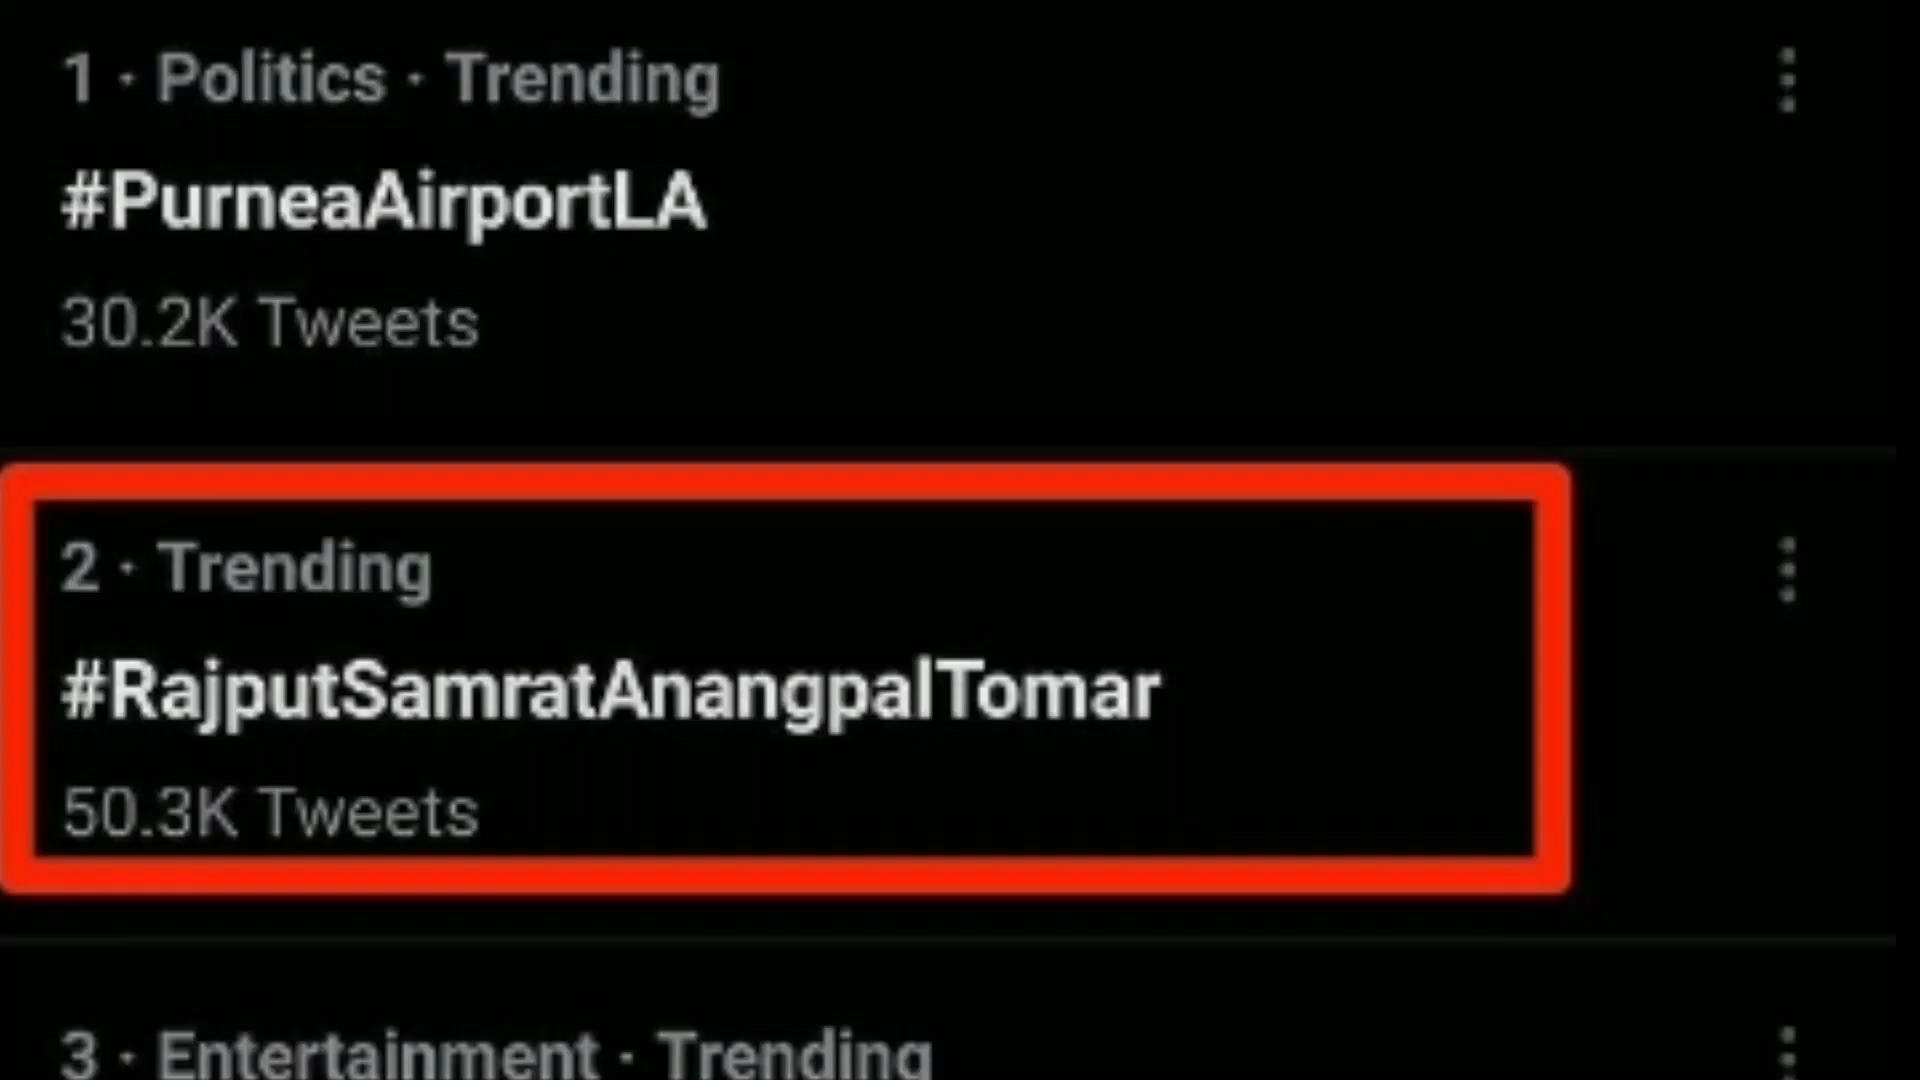 1 · Politics · Trending
#PurneaAirportLA
30.2K Tweets
2 · Trending
#RajputSamratAnangpalTomar
50.3K Tweets
3 · Entertainment · Trending